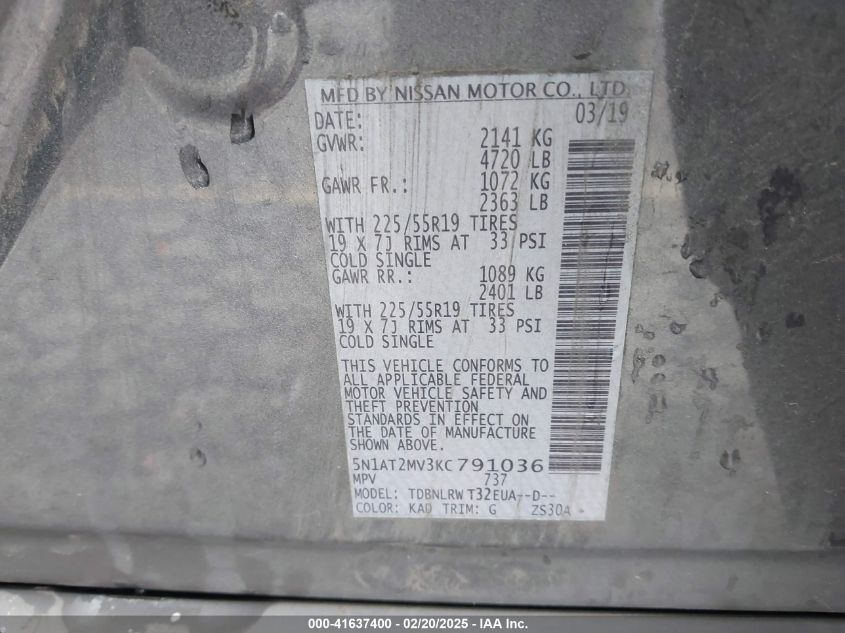 MFD BY NISSAN MOTOR CO., LTD.
DATE: 03/19
GVWR: 2141 KG
4720 LB
GAWR FR.: 1072 KG
2363 LB
WITH 225/55R19 TIRES
19 X 7J RIMS AT 33 PSI
COLD SINGLE
GAWR RR.: 1089 KG
2401 LB
WITH 225/55R19 TIRES
19 X 7J RIMS AT 33 PSI
COLD SINGLE
THIS VEHICLE CONFORMS TO
ALL APPLICABLE FEDERAL
MOTOR VEHICLE SAFETY AND
THEFT PREVENTION
STANDARDS IN EFFECT ON
THE DATE OF MANUFACTURE
SHOWN ABOVE.
5N1AT2MV3KC791036
MPV 737
MODEL: TDBNLRW T32EUA--D--
COLOR: KAD TRIM: G ZS30A
000-41637400 - 02/20/2025 - IAA Inc.